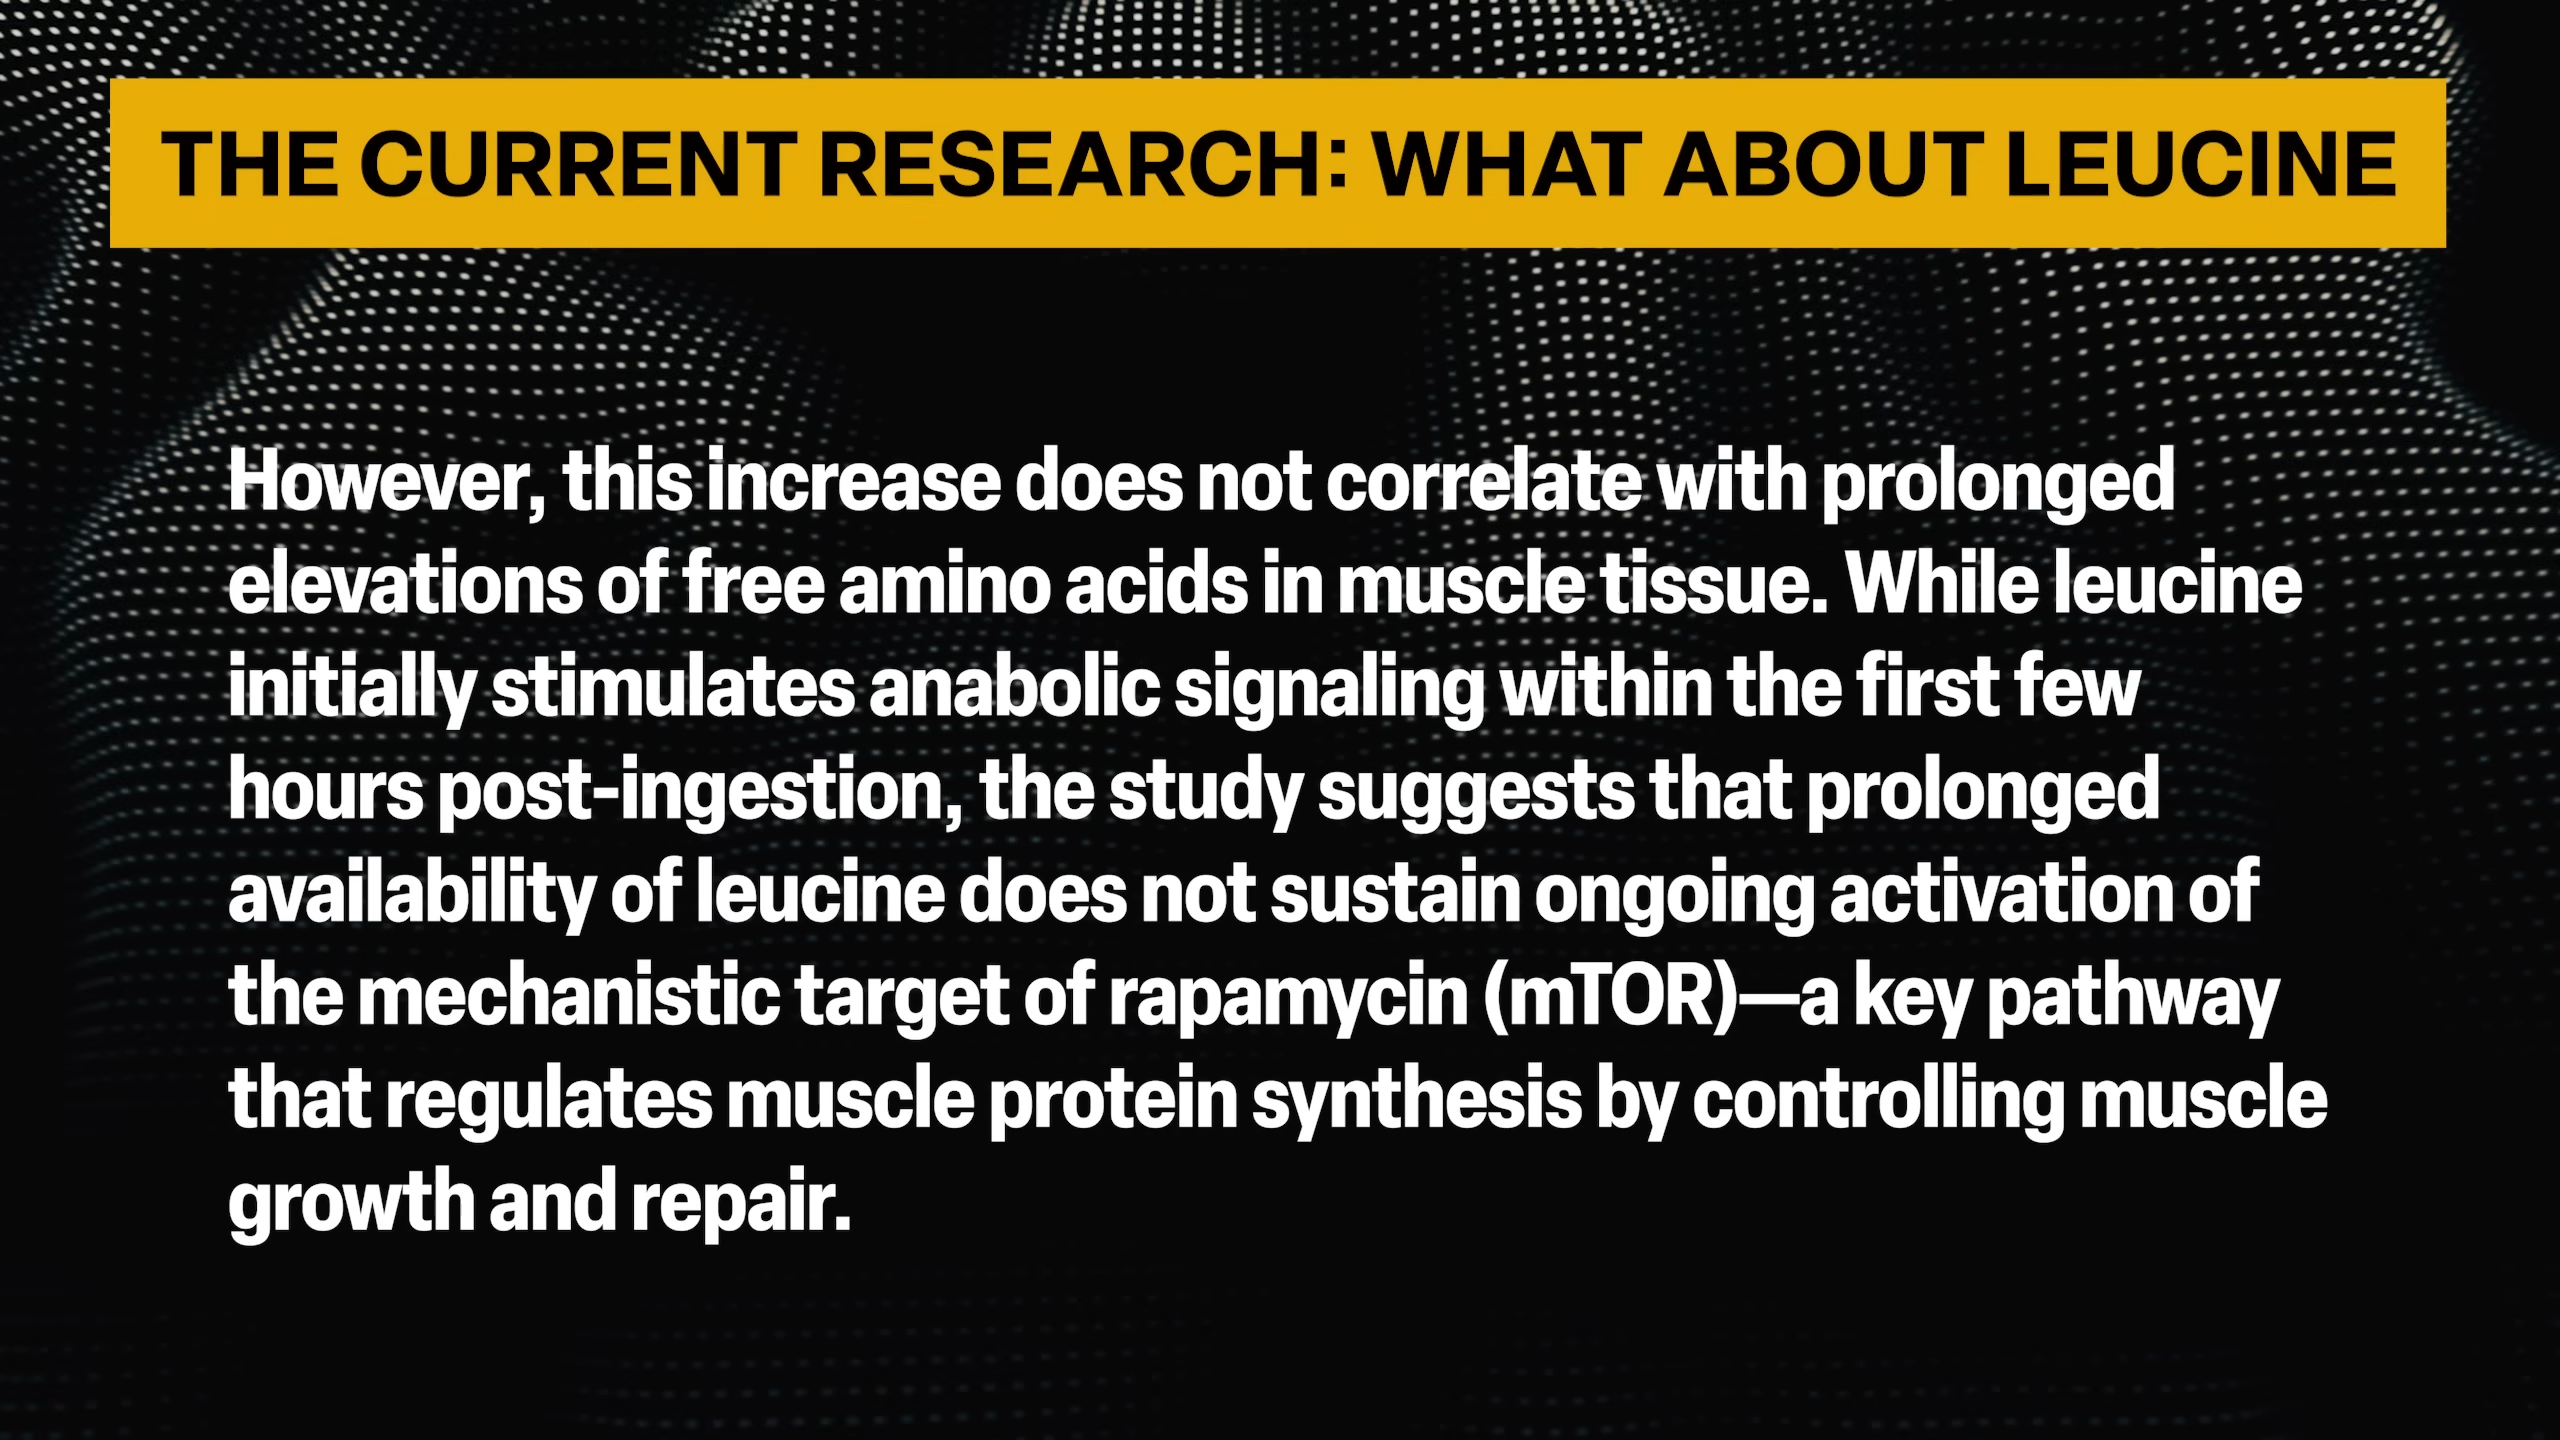 THE CURRENT RESEARCH: WHAT ABOUT LEUCINE
However, this increase does not correlate with prolonged
elevations of free amino acids in muscle tissue. While leucine
initially stimulates anabolic signaling within the first few
hours post-ingestion, the study suggests that prolonged
availability of leucine does not sustain ongoing activation of
the mechanistic target of rapamycin (mTOR)—a key pathway
that regulates muscle protein synthesis by controlling muscle
growth and repair.